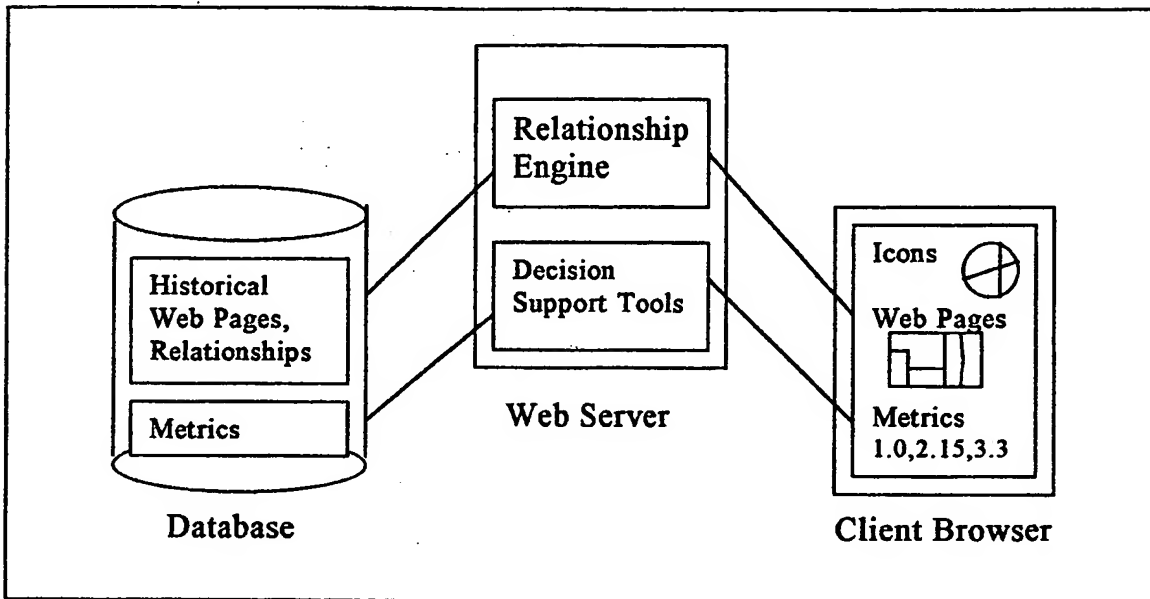 Historical
Web Pages,
Relationships
Metrics
Database
Relationship
Engine
Decision
Support Tools
Web Server
Icons
Web Pages
Metrics
1.0,2.15,3.3
Client Browser